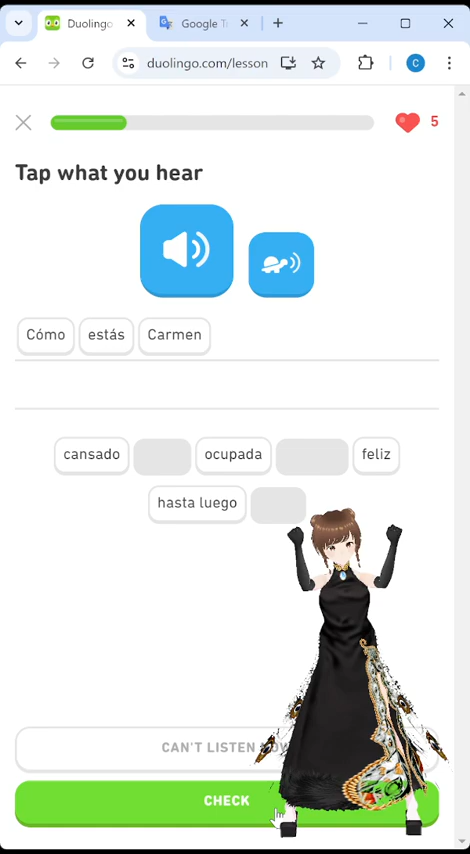 Duolingo
Google Tr
duolingo.com/lesson
C
5
Tap what you hear
Cómo estás Carmen
cansado ocupada feliz
hasta luego
CAN'T LISTEN
CHECK